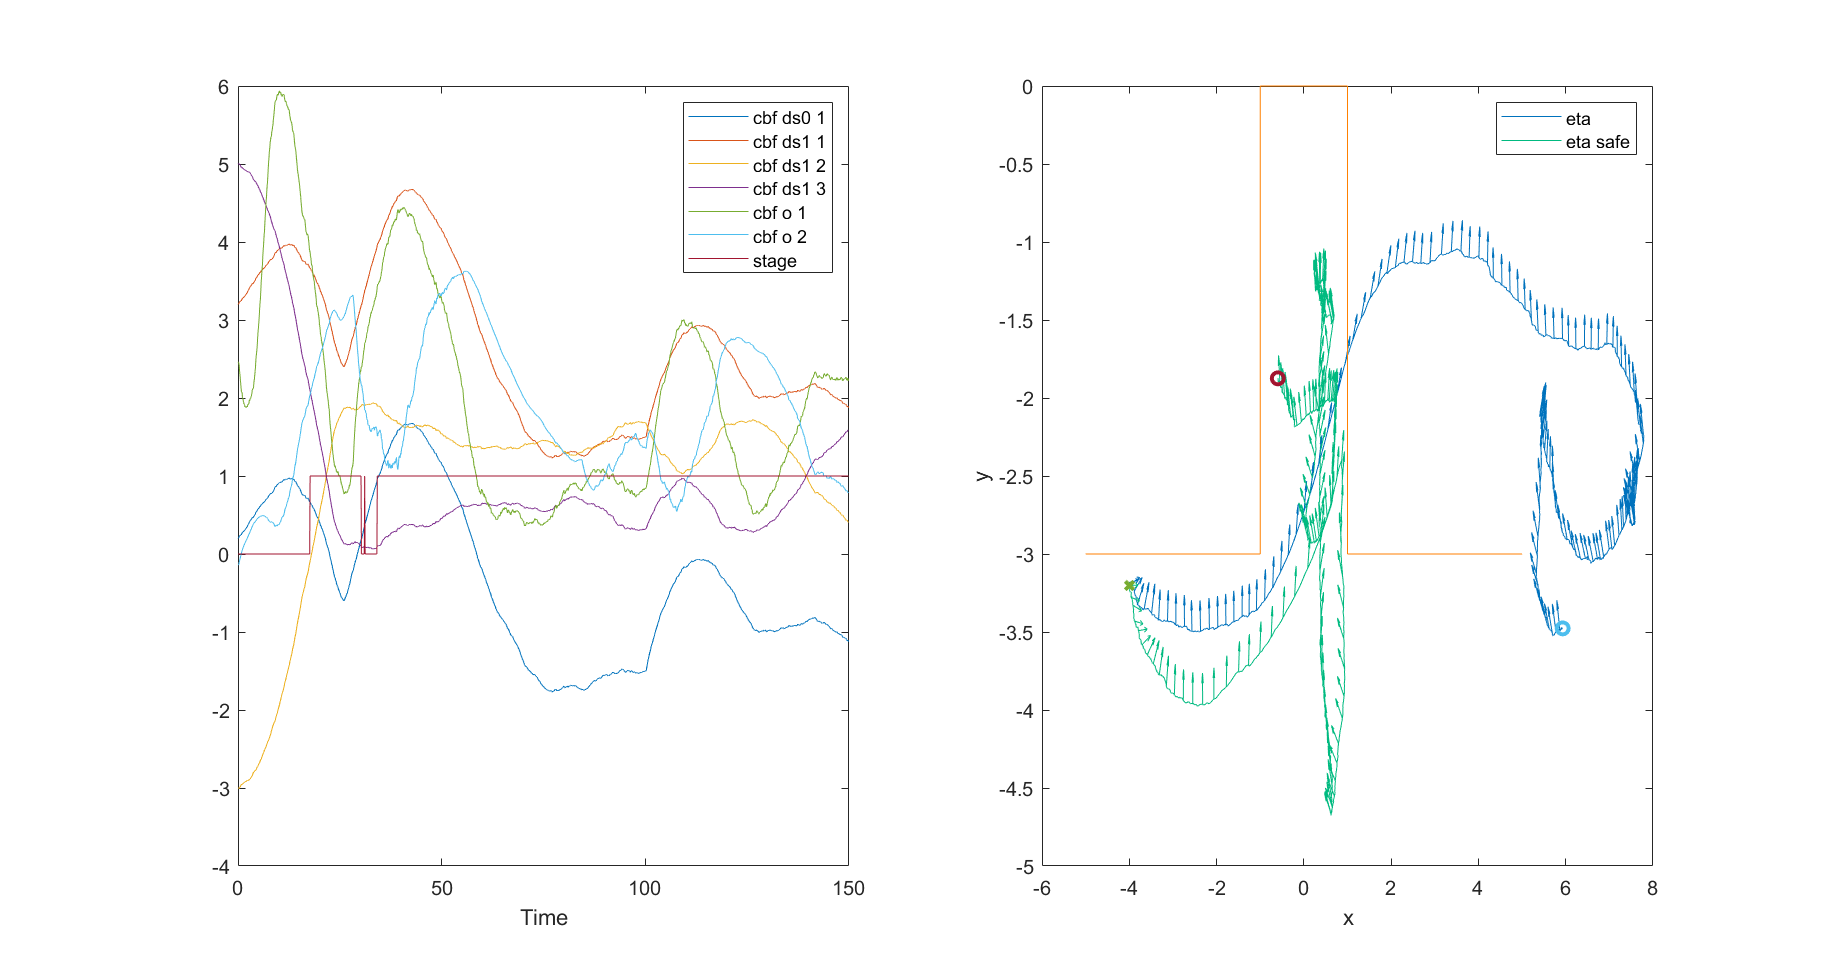 6
5
4
3
2
1
0
-1
-2
-3
-4
0
50
100
150
Time
cbf ds0 1
cbf ds1 1
cbf ds1 2
cbf ds1 3
cbf o 1
cbf o 2
stage
0
-0.5
-1
-1.5
-2
-2.5
-3
-3.5
-4
-4.5
-5
y
-6
-4
-2
0
2
4
6
8
x
eta
eta safe